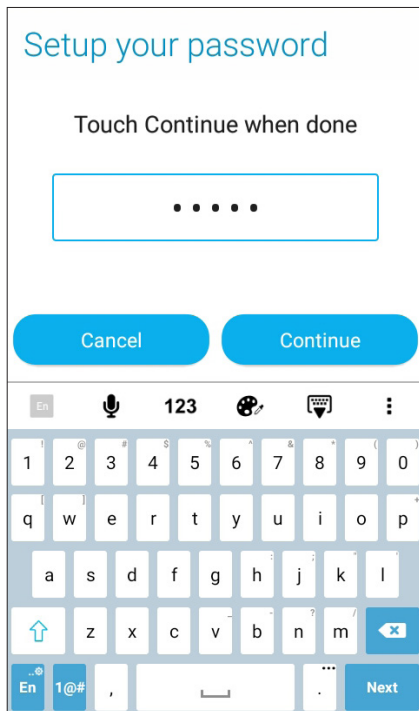 Setup your password
Touch Continue when done
•••••
Cancel Continue
En 123
! @ # $ % ^ & * ( )
1 2 3 4 5 6 7 8 9 0
[ ] +
q w e r t y u i o p
: ; " '
a s d f g h j k l
_ - ? /
z x c v b n m
En 1@# , . Next